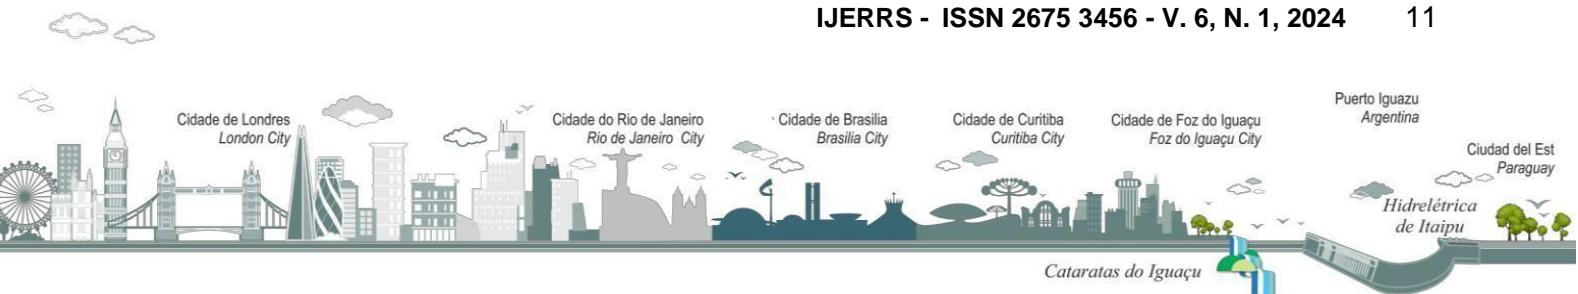 IJERRS - ISSN 2675 3456 - V. 6, N. 1, 2024 11
Cidade de Londres
London City
Cidade do Rio de Janeiro
Rio de Janeiro City
Cidade de Brasilia
Brasilia City
Cidade de Curitiba
Curitiba City
Cidade de Foz do Iguaçu
Foz do Iguaçu City
Puerto Iguazu
Argentina
Ciudad del Est
Paraguay
Hidrelétrica
de Itaipu
Cataratas do Iguaçu